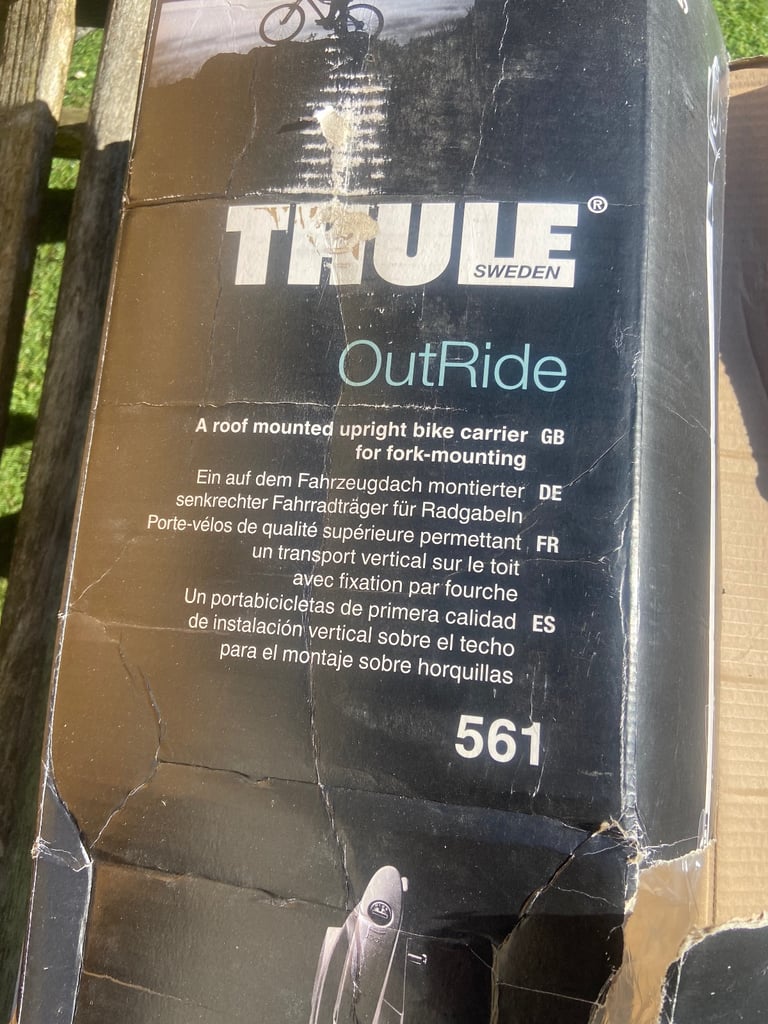 THULE®
SWEDEN
OutRide
A roof mounted upright bike carrier GB
for fork-mounting
Ein auf dem Fahrzeugdach montierter DE
senkrechter Fahrradträger für Radgabeln
Porte-vélos de qualité supérieure permettant FR
un transport vertical sur le toit
avec fixation par fourche
Un portabicicletas de primera calidad ES
de instalación vertical sobre el techo
para el montaje sobre horquillas
561